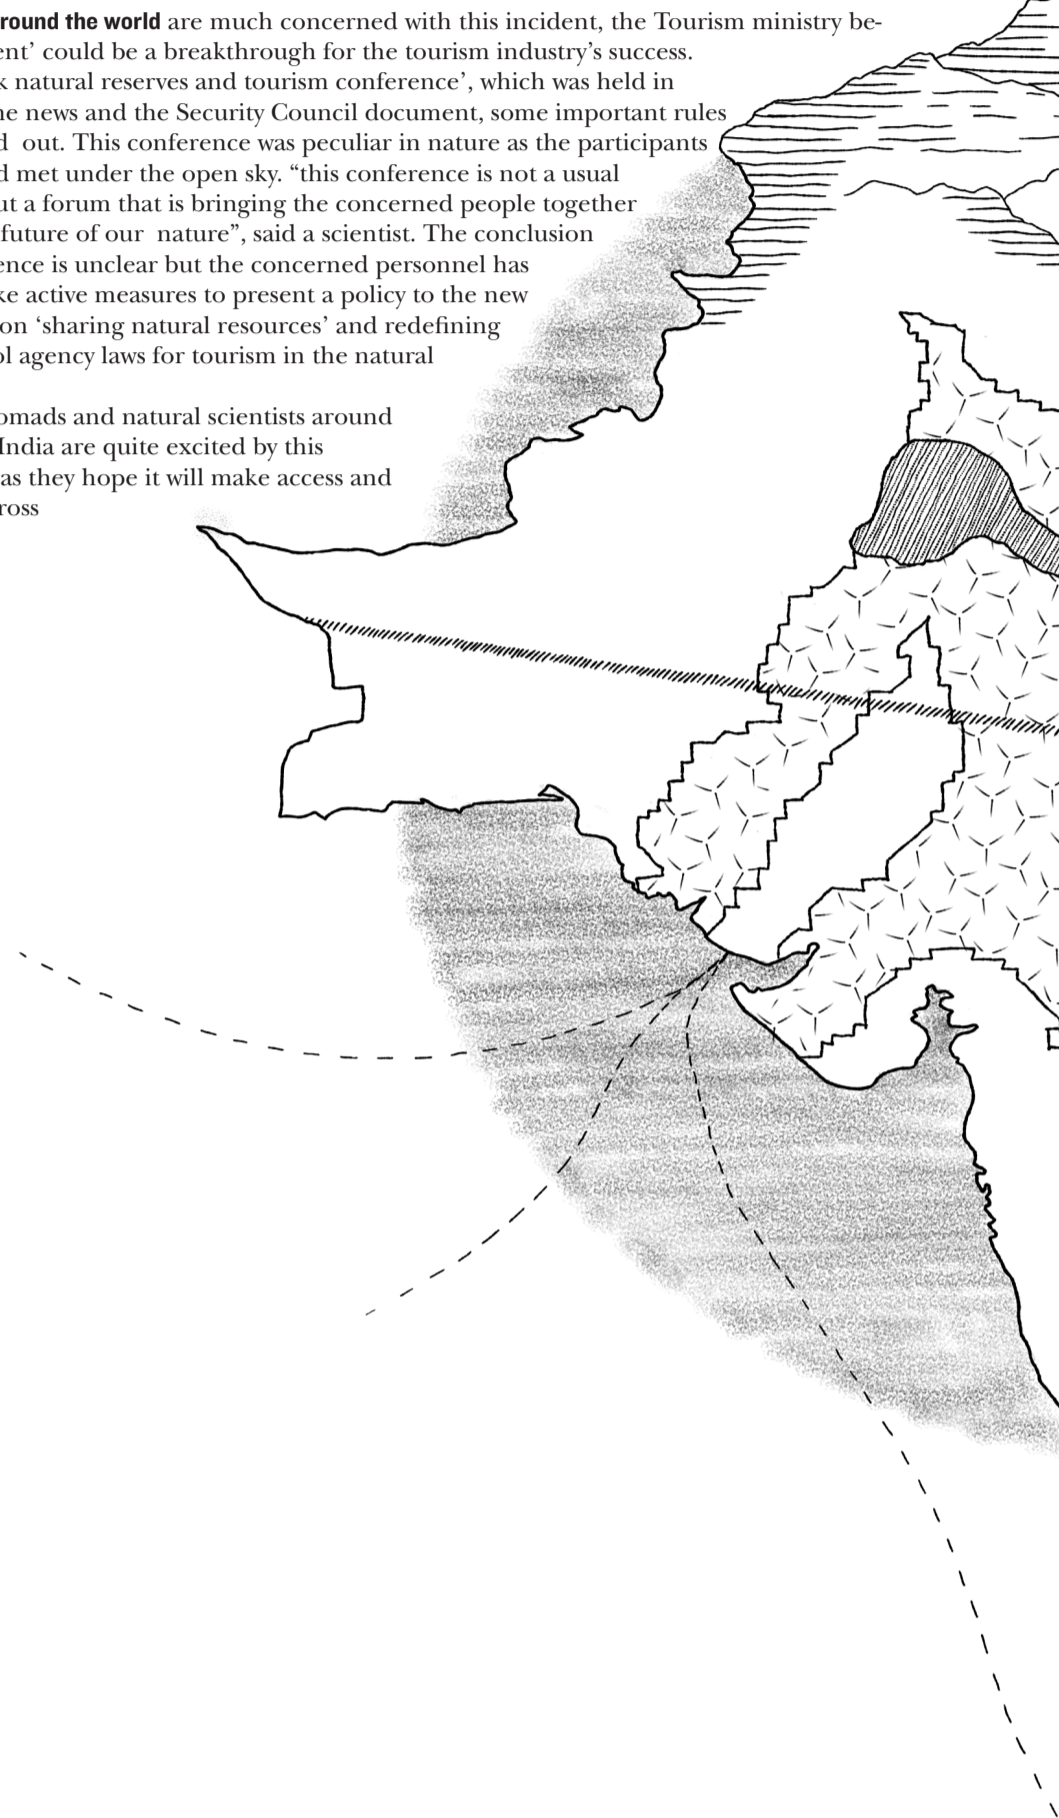 round the world are much concerned with this incident, the Tourism ministry be-
ent’ could be a breakthrough for the tourism industry’s success.
k natural reserves and tourism conference’, which was held in
he news and the Security Council document, some important rules
d out. This conference was peculiar in nature as the participants
d met under the open sky. “this conference is not a usual
ut a forum that is bringing the concerned people together
future of our nature”, said a scientist. The conclusion
ence is unclear but the concerned personnel has
ke active measures to present a policy to the new
on ‘sharing natural resources’ and redefining
ol agency laws for tourism in the natural
omads and natural scientists around
India are quite excited by this
as they hope it will make access and
ross